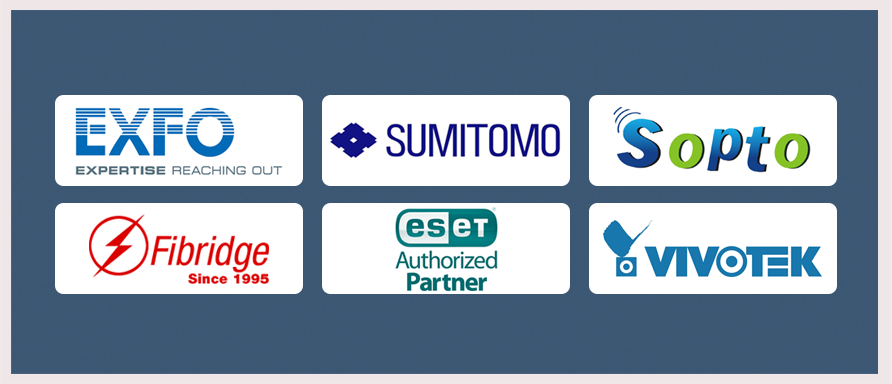 EXFO
EXPERTISE REACHING OUT
SUMITOMO
Sopto
Fibridge
Since 1995
eseT
Authorized
Partner
VIVOTEK